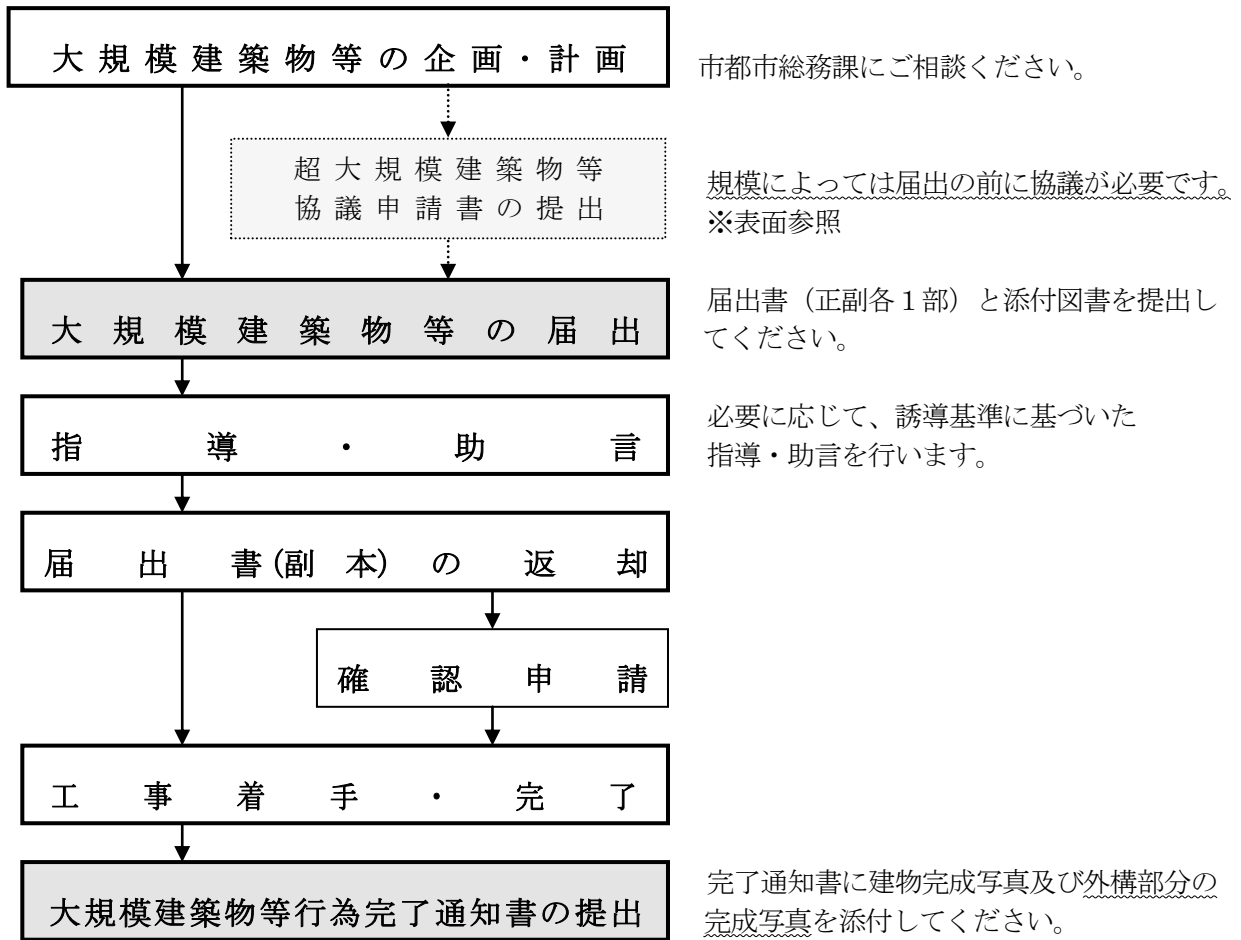 大規模建築物等の企画・計画
市都市総務課にご相談ください。
超大規模建築物等
協議申請書の提出
規模によっては届出の前に協議が必要です。
※表面参照
大規模建築物等の届出
届出書（正副各１部）と添付図書を提出し
てください。
指導・助言
必要に応じて、誘導基準に基づいた
指導・助言を行います。
届出書(副本)の返却
確認申請
工事着手・完了
大規模建築物等行為完了通知書の提出
完了通知書に建物完成写真及び外構部分の
完成写真を添付してください。